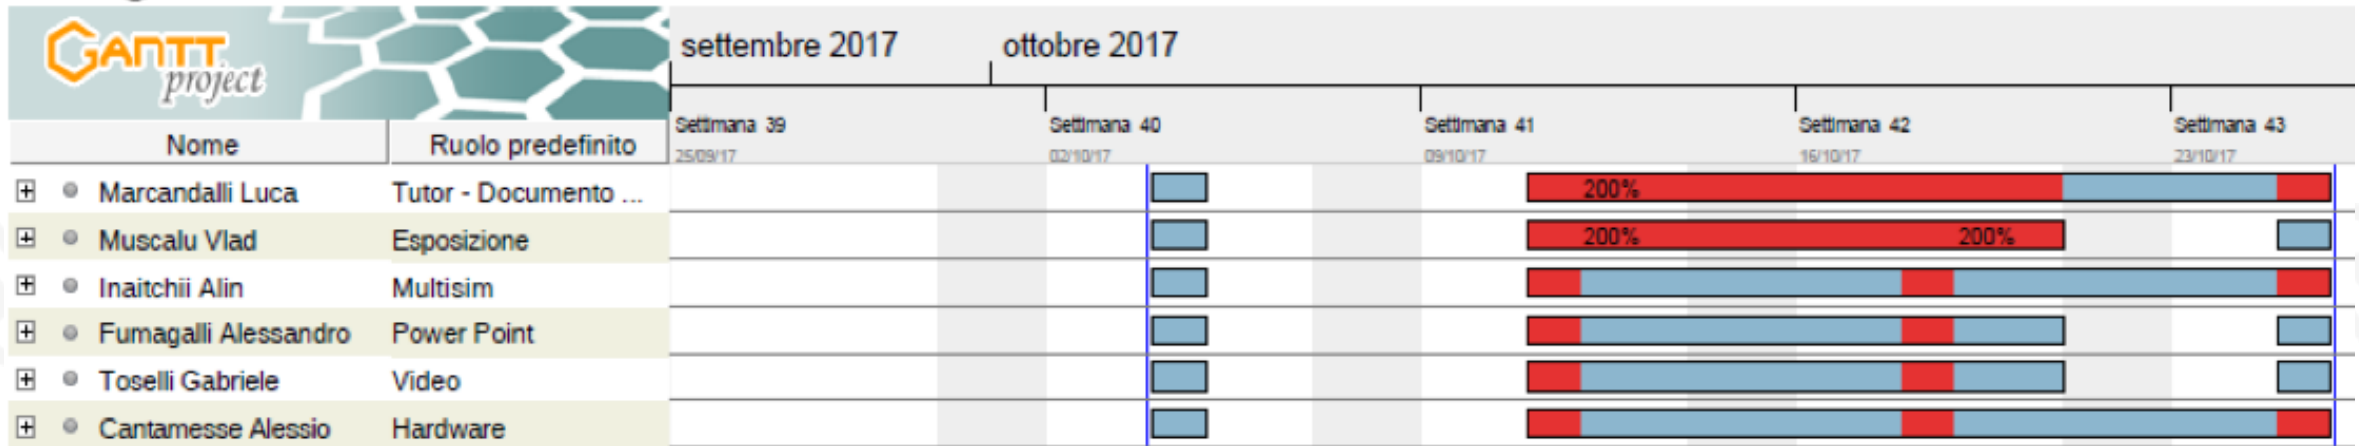 GANTT
project
settembre 2017 ottobre 2017
Settimana 39 Settimana 40 Settimana 41 Settimana 42 Settimana 43
25/09/17 02/10/17 09/10/17 16/10/17 23/10/17
Nome Ruolo predefinito
Marcandalli Luca Tutor - Documento ... 200%
Muscalu Vlad Esposizione 200% 200%
Inaitchii Alin Multisim
Fumagalli Alessandro Power Point
Toselli Gabriele Video
Cantamesse Alessio Hardware